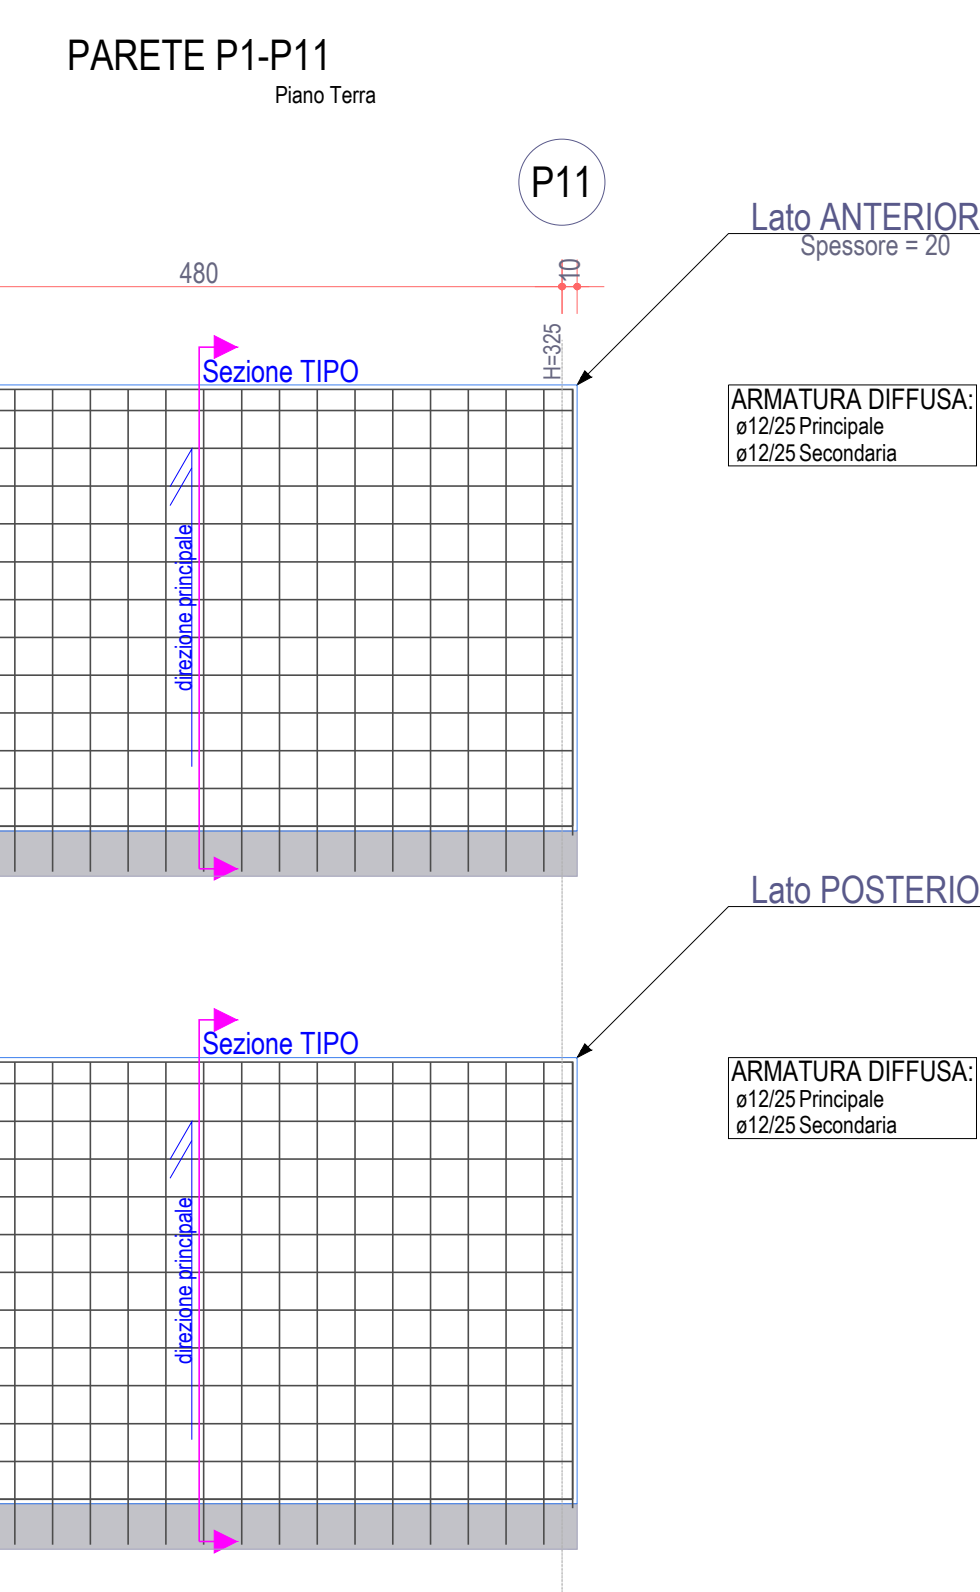 PARETE P1-P11
Piano Terra
P11
Lato ANTERIOR
Spessore = 20
480
10
H=325
Sezione TIPO
ARMATURA DIFFUSA:
ø12/25 Principale
ø12/25 Secondaria
direzione principale
Lato POSTERIO
Sezione TIPO
ARMATURA DIFFUSA:
ø12/25 Principale
ø12/25 Secondaria
direzione principale